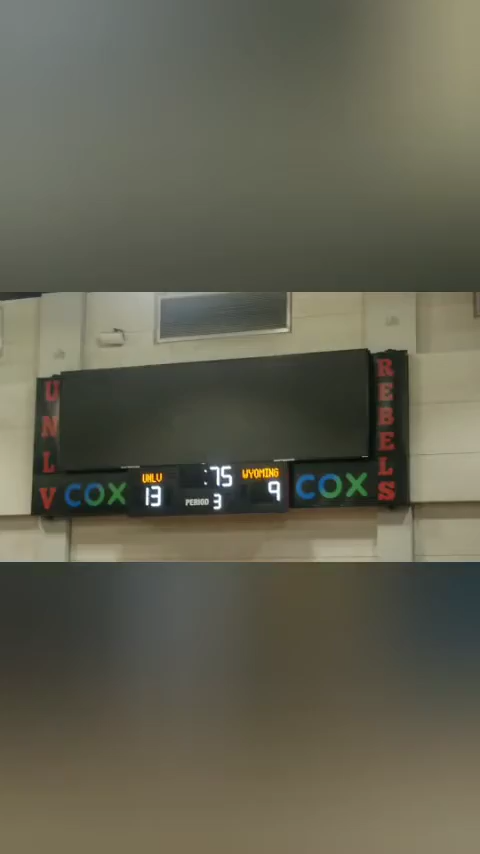 UNLV
REBELS
UNLV
:75
WYOMING
COX
13
PERIOD 3
9
COX